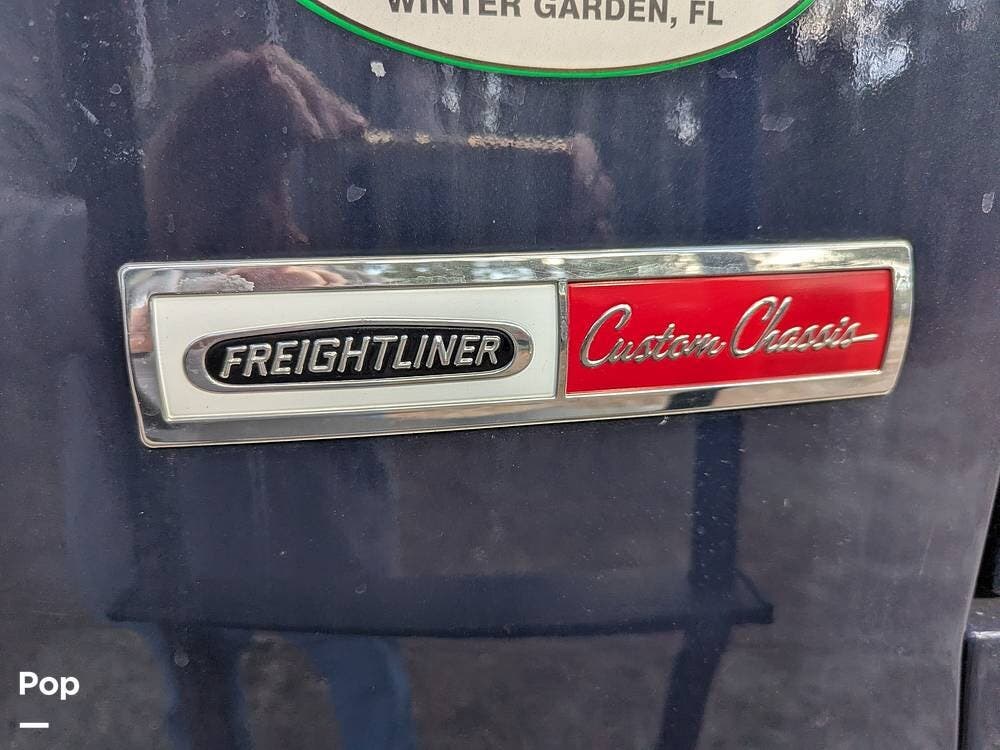 WINTER GARDEN, FL
FREIGHTLINER
Custom Chassis
Pop